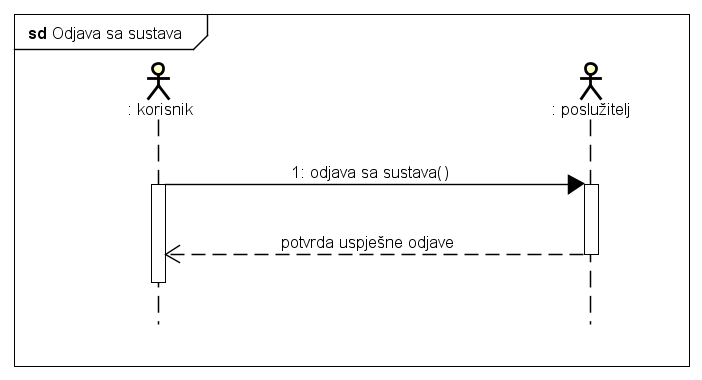 sd Odjava sa sustava
: korisnik
: poslužitelj
1: odjava sa sustava()
potvrda uspješne odjave